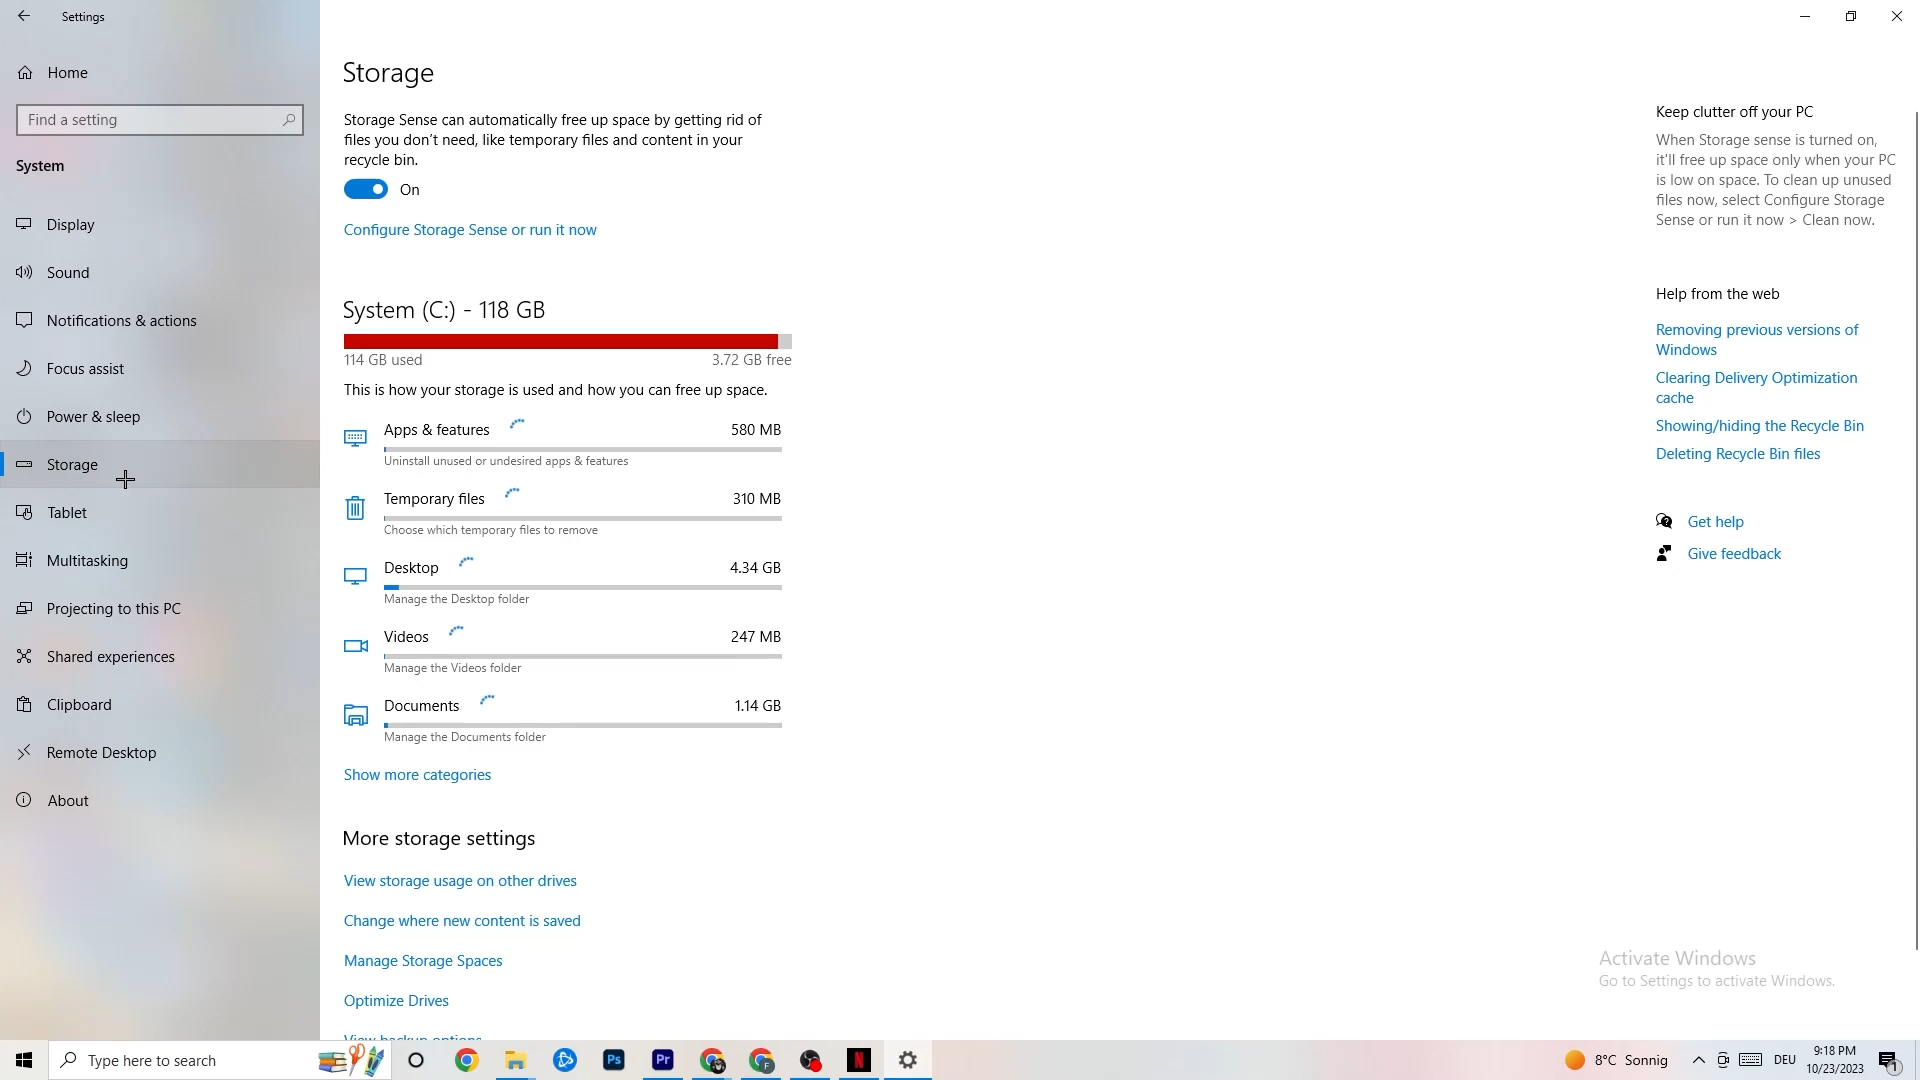 Settings
Home
Find a setting
System
Display
Sound
Notifications & actions
Focus assist
Power & sleep
Storage
Tablet
Multitasking
Projecting to this PC
Shared experiences
Clipboard
Remote Desktop
About
Storage
Storage Sense can automatically free up space by getting rid of
files you don't need, like temporary files and content in your
recycle bin.
On
Configure Storage Sense or run it now
System (C:) - 118 GB
114 GB used 3.72 GB free
This is how your storage is used and how you can free up space.
Apps & features 580 MB
Uninstall unused or undesired apps & features
Temporary files 310 MB
Choose which temporary files to remove
Desktop 4.34 GB
Manage the Desktop folder
Videos 247 MB
Manage the Videos folder
Documents 1.14 GB
Manage the Documents folder
Show more categories
More storage settings
View storage usage on other drives
Change where new content is saved
Manage Storage Spaces
Optimize Drives
View backup options
Keep clutter off your PC
When Storage sense is turned on,
it'll free up space only when your PC
is low on space. To clean up unused
files now, select Configure Storage
Sense or run it now > Clean now.
Help from the web
Removing previous versions of
Windows
Clearing Delivery Optimization
cache
Showing/hiding the Recycle Bin
Deleting Recycle Bin files
Get help
Give feedback
Activate Windows
Go to Settings to activate Windows.
Type here to search
Ps
Pr
F
N
8°C Sonnig
DEU
9:18 PM
10/23/2023
1